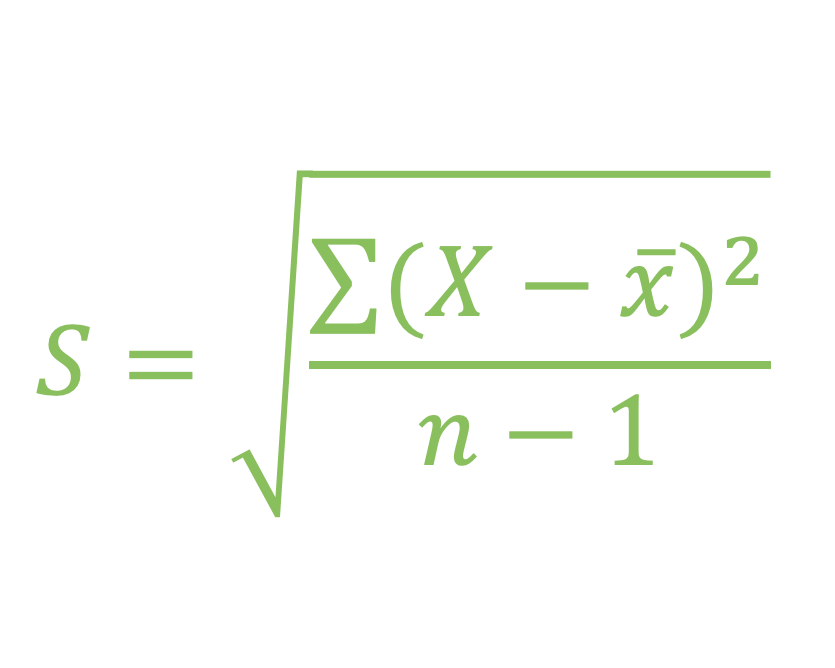 S = √(∑(X − x̄)² / (n − 1))